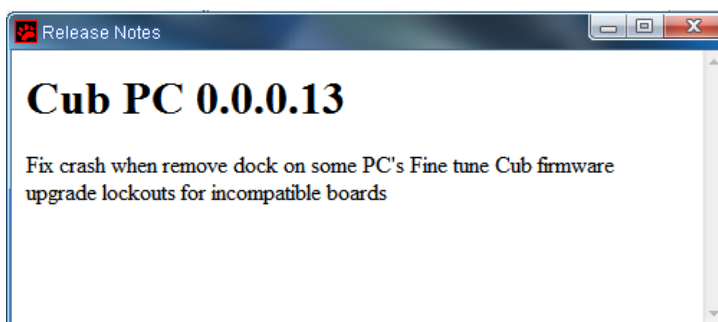 Release Notes
Cub PC 0.0.0.13
Fix crash when remove dock on some PC's Fine tune Cub firmware
upgrade lockouts for incompatible boards